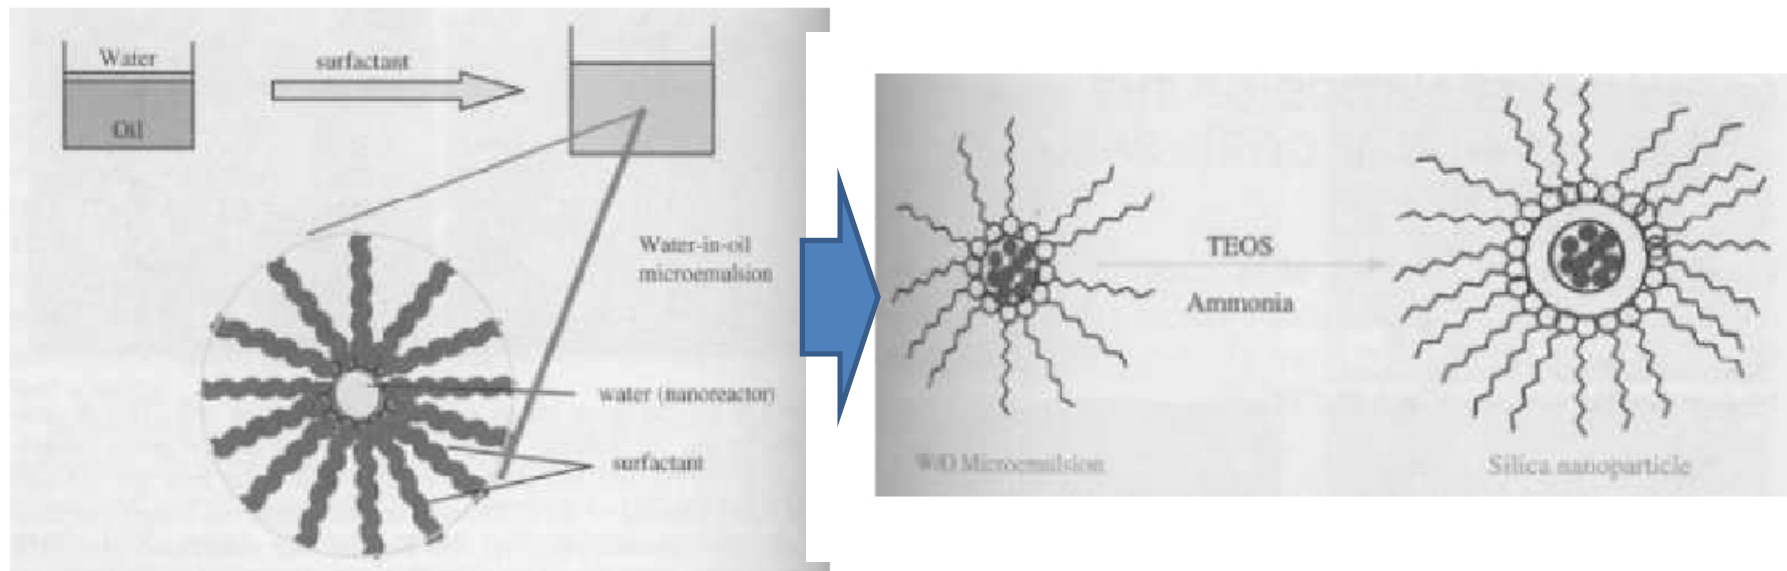 Water
Oil
surfactant
Water-in-oil
microemulsion
water (nanoreactor)
surfactant
TEOS
Ammonia
W/O Microemulsion
Silica nanoparticle